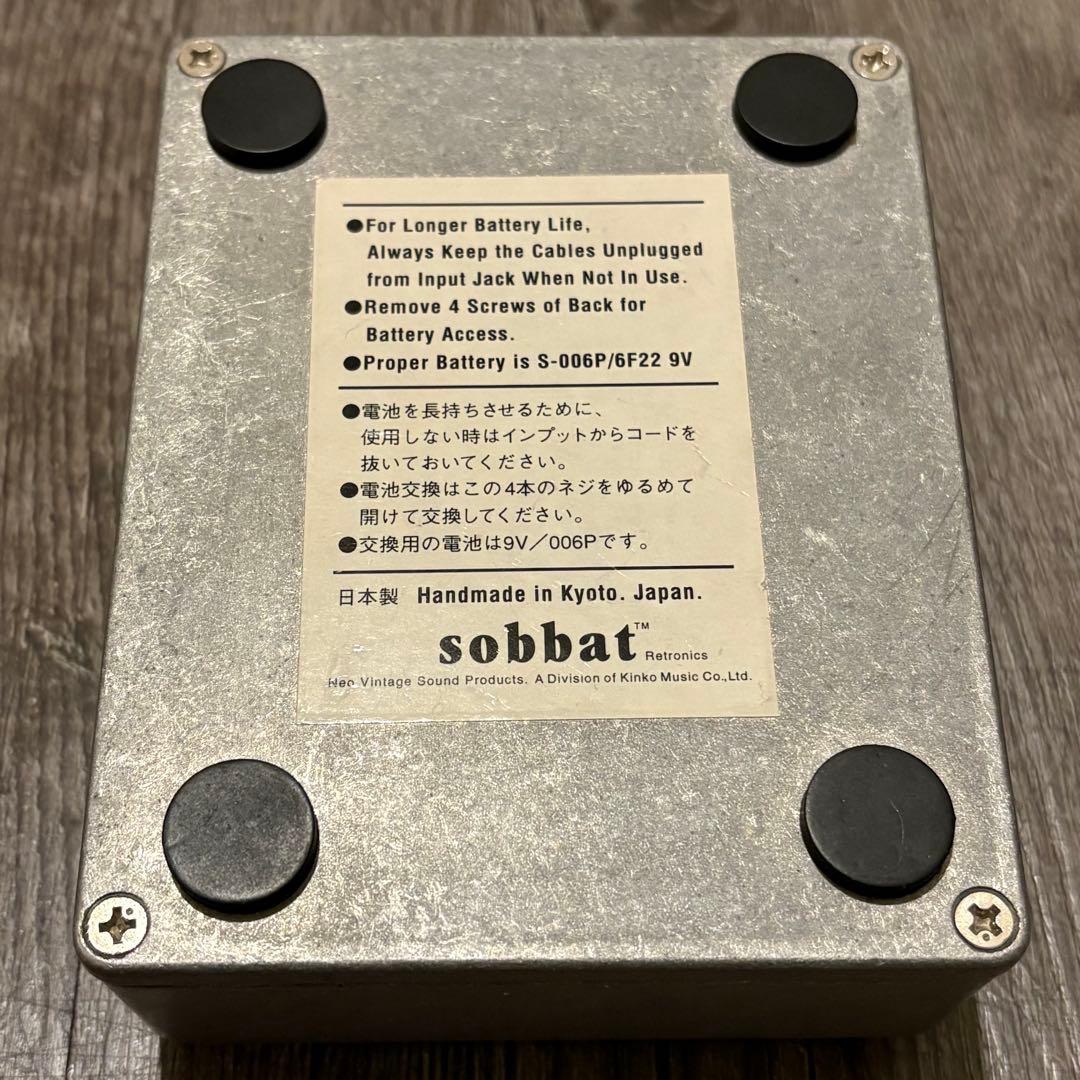 ●For Longer Battery Life,
Always Keep the Cables Unplugged
from Input Jack When Not In Use.
●Remove 4 Screws of Back for
Battery Access.
●Proper Battery is S-006P/6F22 9V
●電池を長持ちさせるために、
使用しない時はインプットからコードを
抜いておいてください。
●電池交換はこの4本のネジをゆるめて
開けて交換してください。
●交換用の電池は9V／006Pです。
日本製 Handmade in Kyoto. Japan.
sobbat™ Retronics
Neo Vintage Sound Products. A Division of Kinko Music Co.,Ltd.